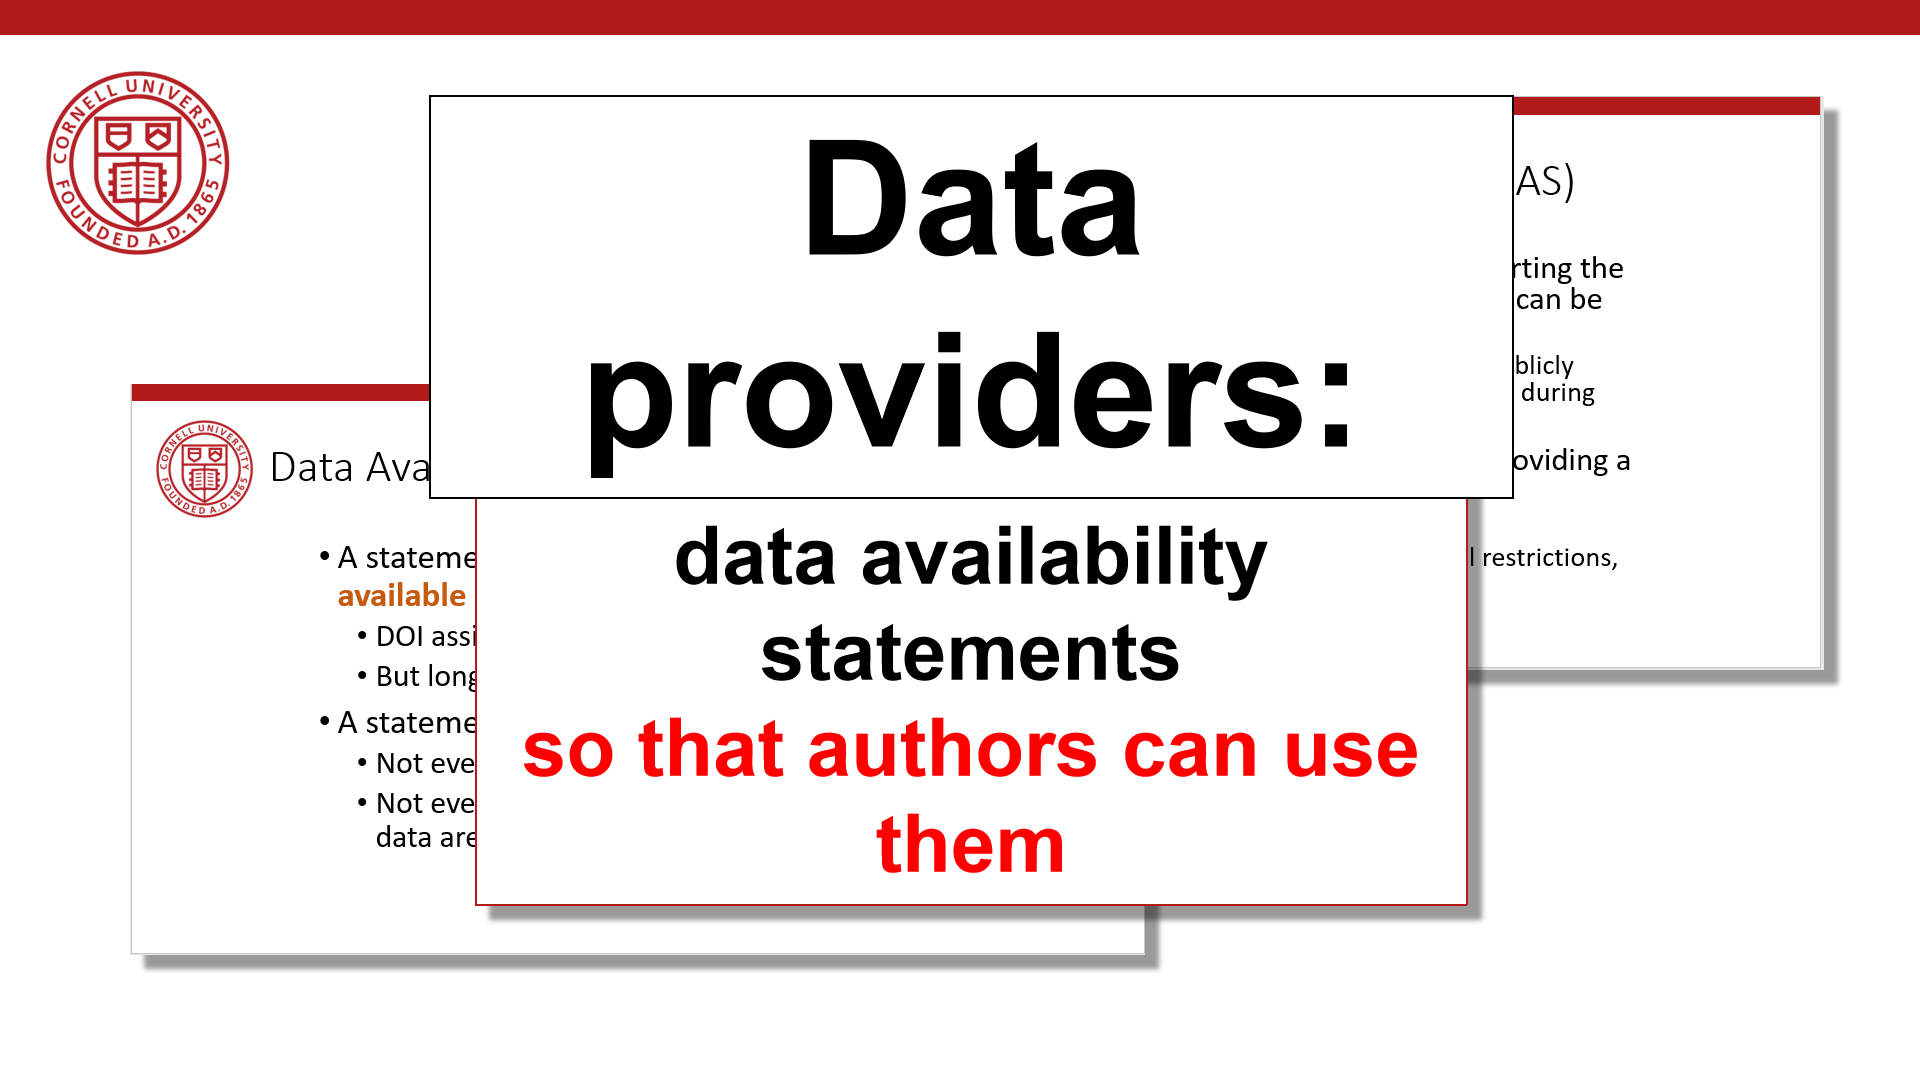 CORNELL UNIVERSITY
FOUNDED A.D. 1865
Data
providers:
data availability
statements
so that authors can use
them
AS)
rting the
can be
blicly
during
oviding a
l restrictions,
CORNELL UNIVERSITY
FOUNDED A.D. 1865
Data Ava
• A stateme
available
• DOI assi
• But long
• A stateme
• Not eve
• Not eve
data are